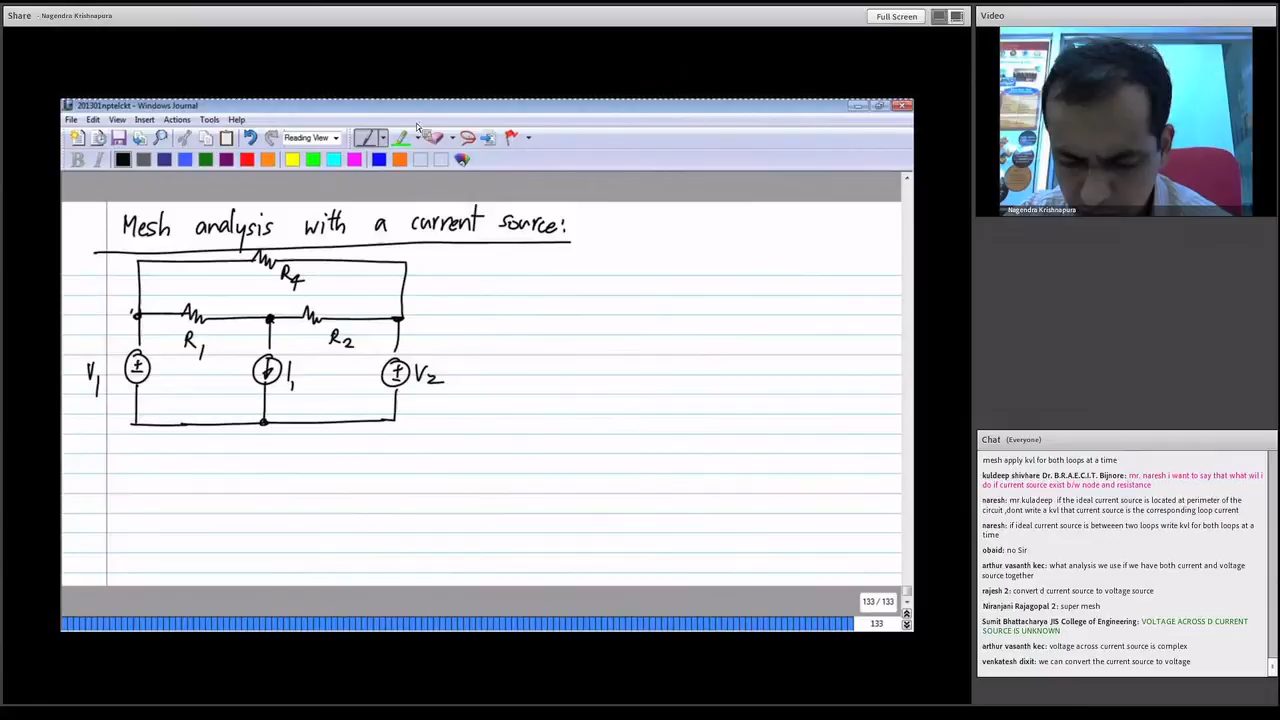 Share - Nagendra Krishnapura
Full Screen
Video
Nagendra Krishnapura
201301nptelckt - Windows Journal
File Edit View Insert Actions Tools Help
Reading View
B I
Mesh analysis with a current source:
R4
R1
R2
V1
I1
V2
133 / 133
133
Chat (Everyone)
mesh apply kvl for both loops at a time
kuldeep shivhare Dr. B.R.A.E.C.I.T. Bijnore: mr. naresh i want to say that what wil i
do if current source exist b/w node and resistance
naresh: mr.kuladeep if the ideal current source is located at perimeter of the
circuit ,dont write a kvl that current source is the corresponding loop current
naresh: if ideal current source is betweeen two loops write kvl for both loops at a
time
obaid: no Sir
arthur vasanth kec: what analysis we use if we have both current and voltage
source together
rajesh 2: convert d current source to voltage source
Niranjani Rajagopal 2: super mesh
Sumit Bhattacharya JIS College of Engineering: VOLTAGE ACROSS D CURRENT
SOURCE IS UNKNOWN
arthur vasanth kec: voltage across current source is complex
venkatesh dixit: we can convert the current source to voltage